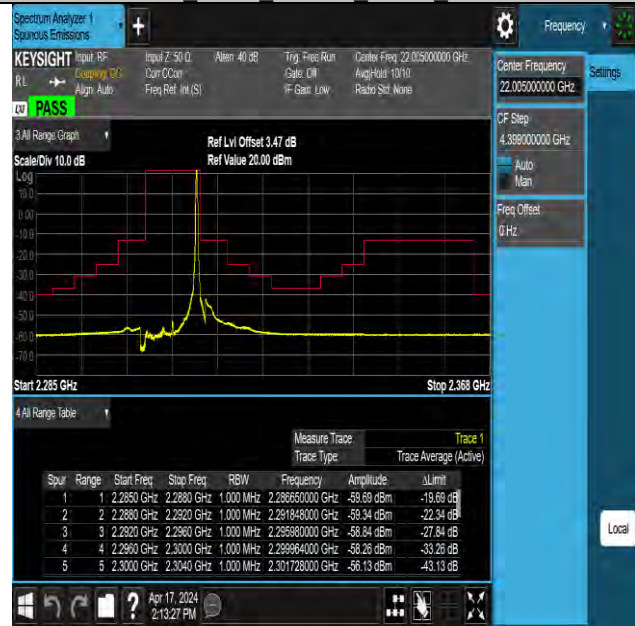 Spectrum Analyzer 1
Spurious Emissions
+
Frequency
KEYSIGHT Input: RF
Coupling: DC
Align: Auto
Input Z: 50 Ω
Corr CCorr
Freq Ref: Int (S)
Atten: 40 dB
Trig: Free Run
Gate: Off
IF Gain: Low
Center Freq: 22.005000000 GHz
Avg|Hold: 10/10
Radio Std: None
RL
LXI PASS
Center Frequency
22.005000000 GHz
Settings
CF Step
4.399000000 GHz
Auto
Man
Freq Offset
0 Hz
3 All Range Graph
Ref Lvl Offset 3.47 dB
Scale/Div 10.0 dB
Ref Value 20.00 dBm
Log
10.0
0.00
-10.0
-20.0
-30.0
-40.0
-50.0
-60.0
-70.0
Start 2.285 GHz
Stop 2.368 GHz
4 All Range Table
Measure Trace Trace 1
Trace Type Trace Average (Active)
Spur Range Start Freq Stop Freq RBW Frequency Amplitude ΔLimit
1 1 2.2850 GHz 2.2880 GHz 1.000 MHz 2.286650000 GHz -59.69 dBm -19.69 dB
2 2 2.2880 GHz 2.2920 GHz 1.000 MHz 2.291848000 GHz -59.34 dBm -22.34 dB
3 3 2.2920 GHz 2.2960 GHz 1.000 MHz 2.295980000 GHz -58.84 dBm -27.84 dB
4 4 2.2960 GHz 2.3000 GHz 1.000 MHz 2.299964000 GHz -58.26 dBm -33.26 dB
5 5 2.3000 GHz 2.3040 GHz 1.000 MHz 2.301728000 GHz -56.13 dBm -43.13 dB
Local
?
Apr 17, 2024
2:13:27 PM